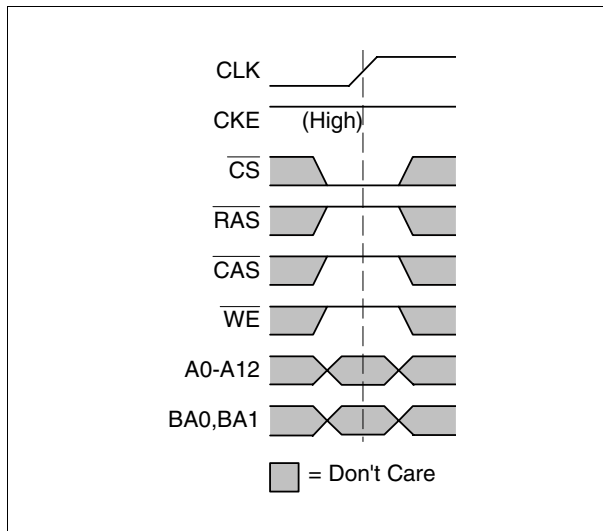 CLK
CKE (High)
CS
RAS
CAS
WE
A0-A12
BA0,BA1
= Don't Care